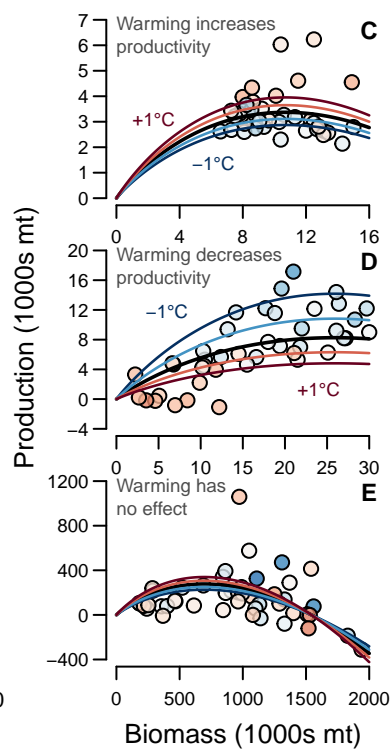 Warming increases
productivity
C
7
6
5
4
3
2
1
0
+1°C
−1°C
0 4 8 12 16
Warming decreases
productivity
D
20
16
12
8
4
0
−4
−1°C
+1°C
0 5 10 15 20 25 30
Production (1000s mt)
Warming has
no effect
E
1200
800
400
0
−400
0 500 1000 1500 2000
Biomass (1000s mt)
0